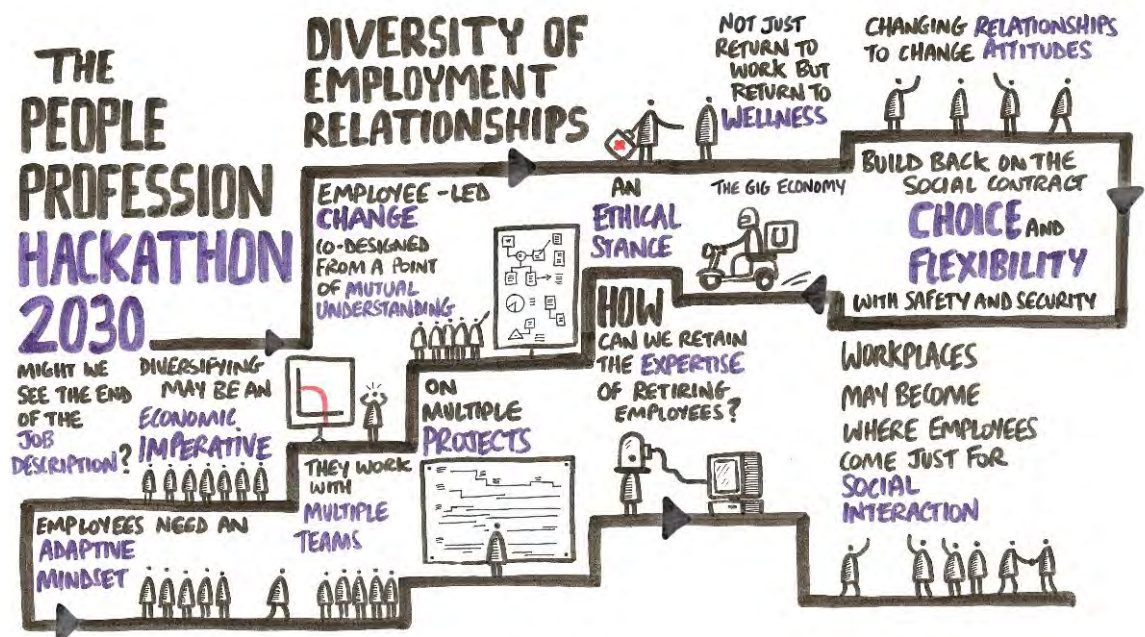 THE
PEOPLE
PROFESSION
HACKATHON
2030
DIVERSITY OF
EMPLOYMENT
RELATIONSHIPS
NOT JUST
RETURN TO
WORK BUT
RETURN TO
WELLNESS
CHANGING RELATIONSHIPS
TO CHANGE ATTITUDES
EMPLOYEE-LED
CHANGE
CO-DESIGNED
FROM A POINT
OF MUTUAL
UNDERSTANDING
AN
ETHICAL
STANCE
THE GIG ECONOMY
BUILD BACK ON THE
SOCIAL CONTRACT
CHOICE AND
FLEXIBILITY
WITH SAFETY AND SECURITY
MIGHT WE
SEE THE END
OF THE
JOB
DESCRIPTION?
DIVERSIFYING
MAY BE AN
ECONOMIC
IMPERATIVE
ON
MULTIPLE
PROJECTS
HOW
CAN WE RETAIN
THE EXPERTISE
OF RETIRING
EMPLOYEES?
WORKPLACES
MAY BECOME
WHERE EMPLOYEES
COME JUST FOR
SOCIAL
INTERACTION
THEY WORK
WITH
MULTIPLE
TEAMS
EMPLOYEES NEED AN
ADAPTIVE
MINDSET